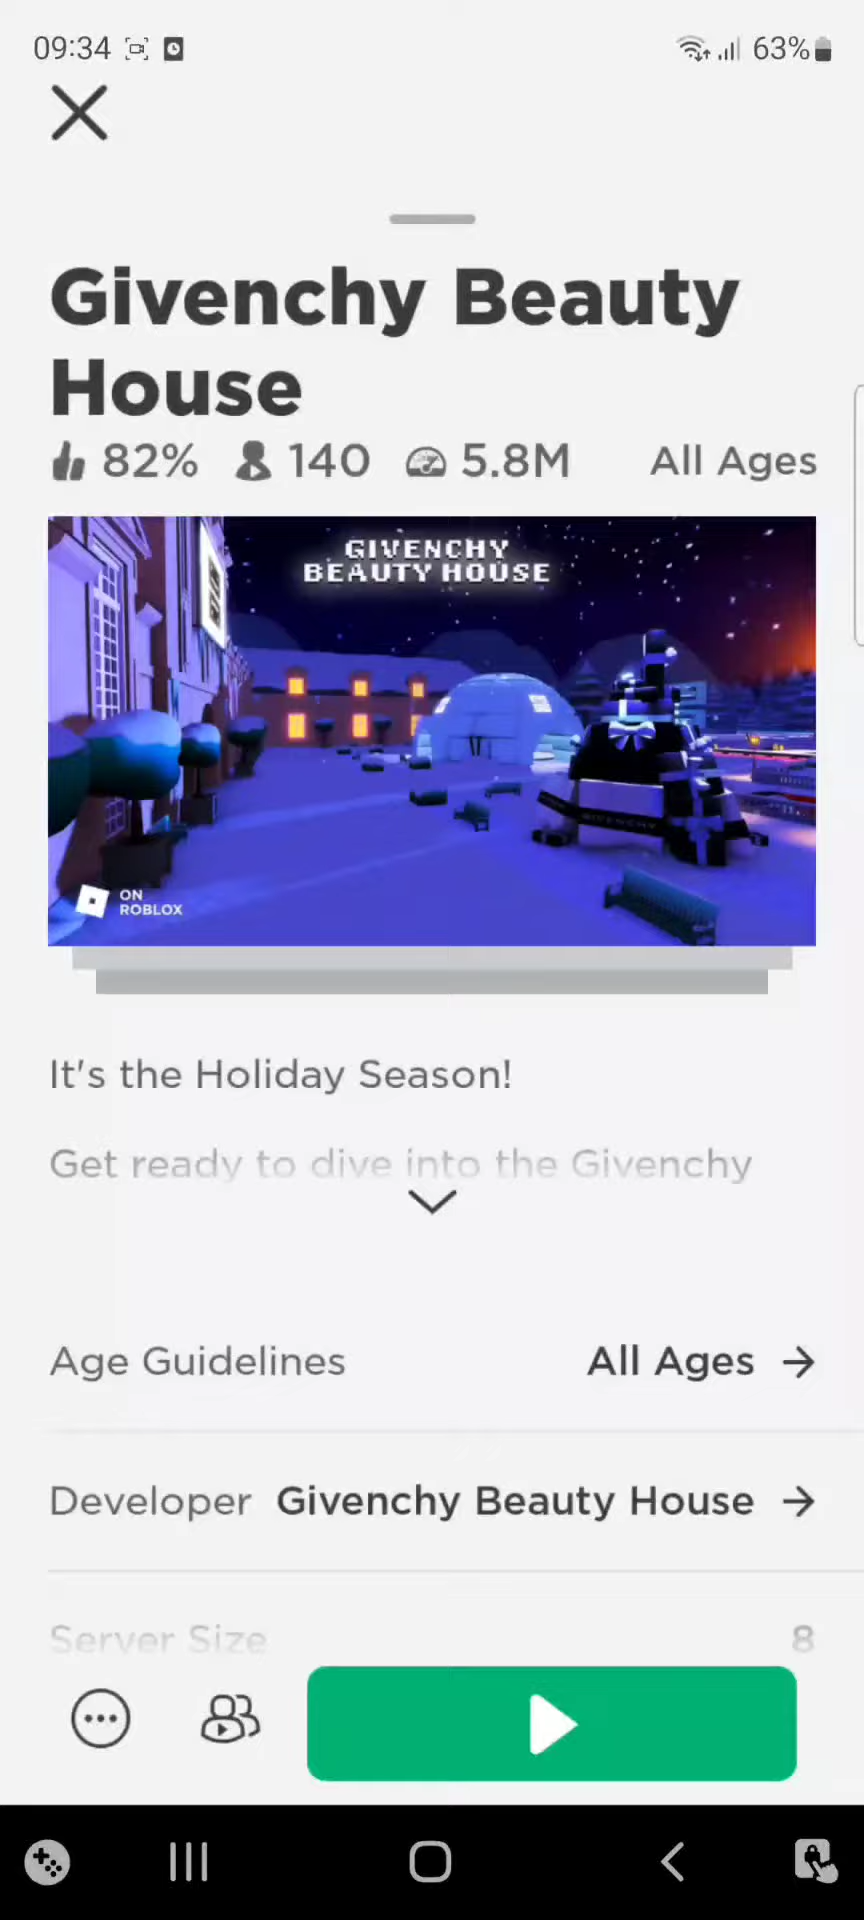 09:34 63%
Givenchy Beauty
House
82% 140 5.8M All Ages
GIVENCHY
BEAUTY HOUSE
GIVENCHY
ON
ROBLOX
It's the Holiday Season!
Get ready to dive into the Givenchy
Age Guidelines All Ages
Developer Givenchy Beauty House
Server Size 8